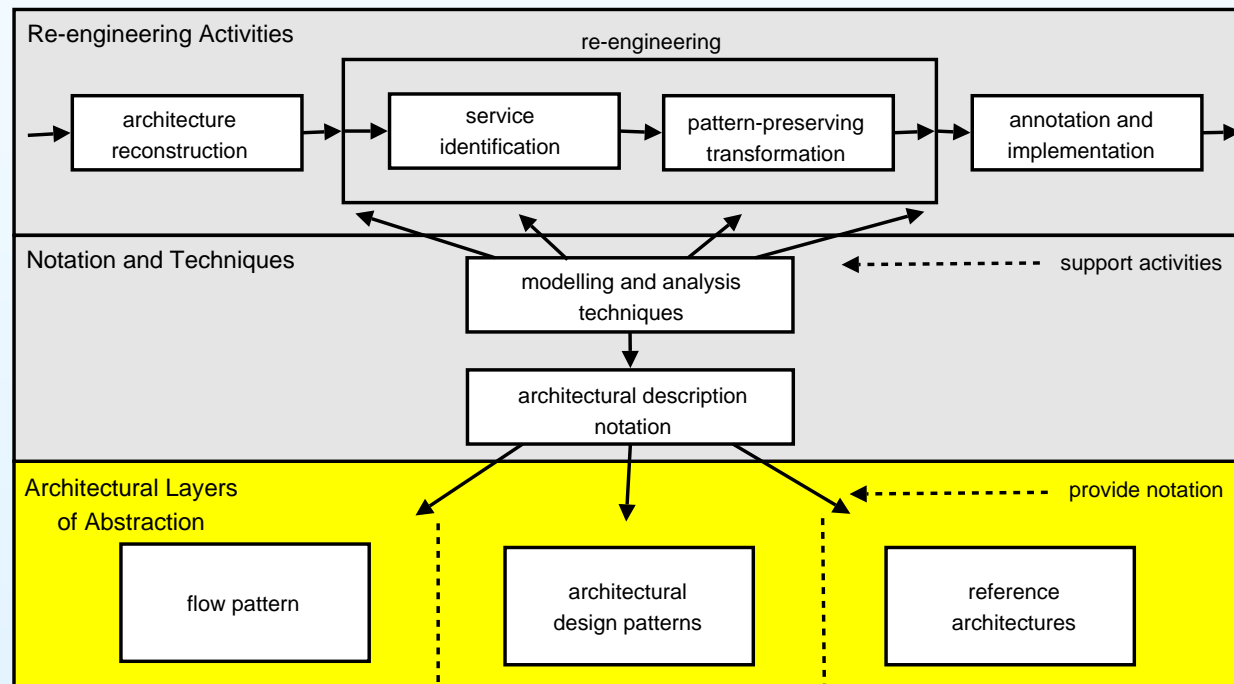 Re-engineering Activities
re-engineering
architecture
reconstruction
service
identification
pattern-preserving
transformation
annotation and
implementation
Notation and Techniques
support activities
modelling and analysis
techniques
architectural description
notation
Architectural Layers
of Abstraction
provide notation
flow pattern
architectural
design patterns
reference
architectures